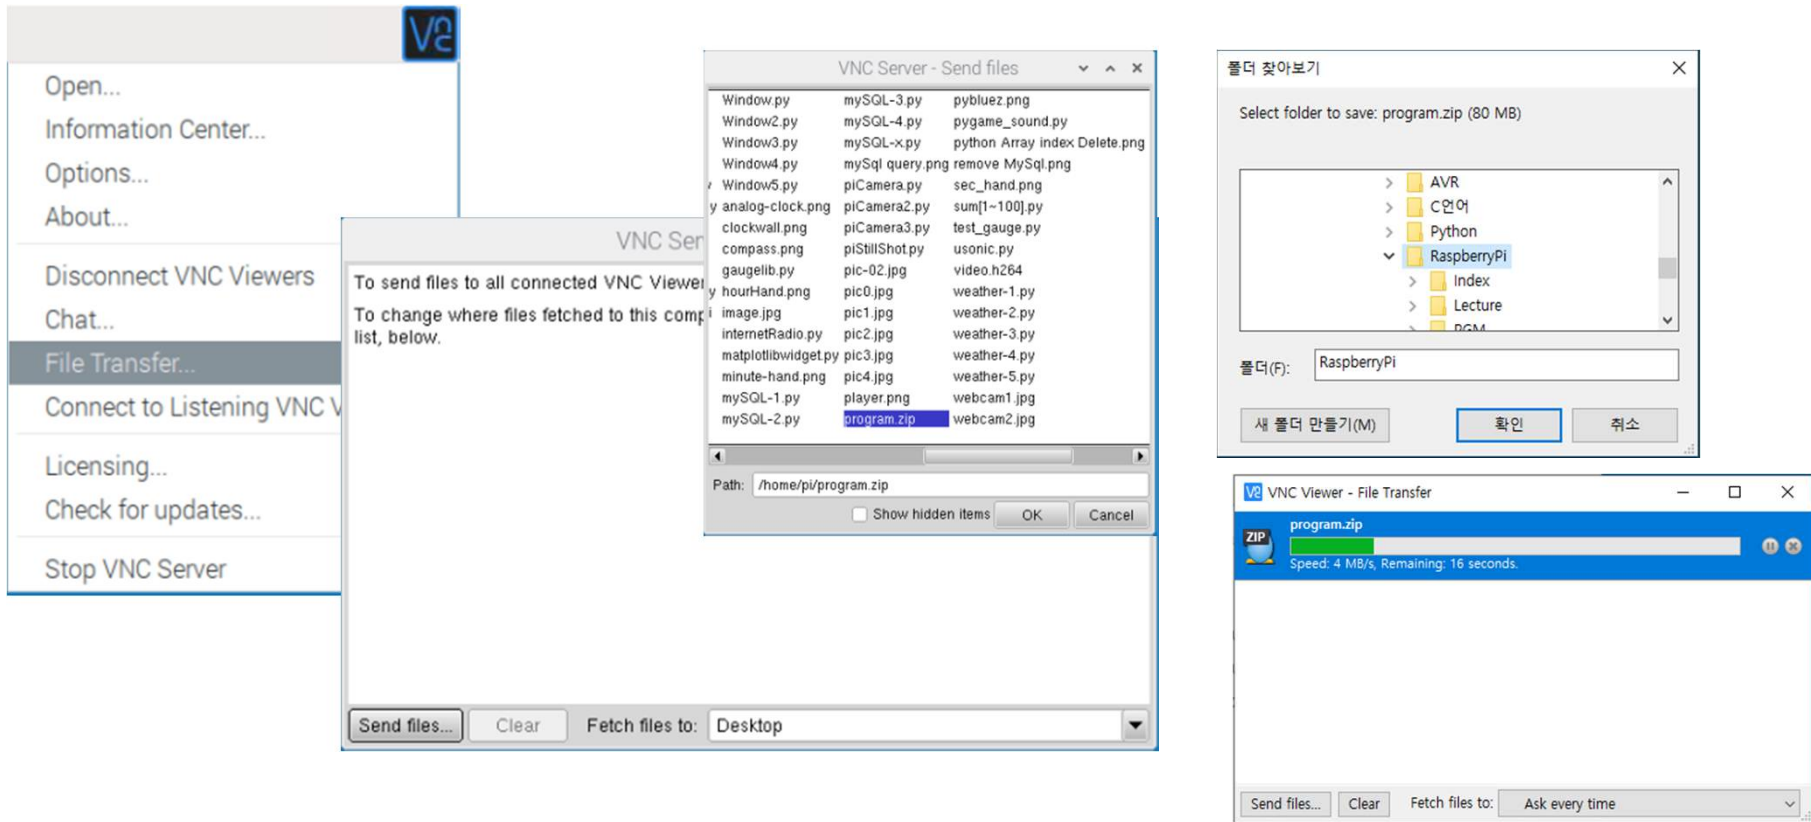 Open...
Information Center...
Options...
About...
Disconnect VNC Viewers
Chat...
File Transfer...
Connect to Listening VNC V
Licensing...
Check for updates...
Stop VNC Server
VNC Ser
To send files to all connected VNC Viewer
To change where files fetched to this comp
list, below.
Send files...
Clear
Fetch files to:
Desktop
VNC Server - Send files
Window.py mySQL-3.py pybluez.png
Window2.py mySQL-4.py pygame_sound.py
Window3.py mySQL-x.py python Array index Delete.png
Window4.py mySql query.png remove MySql.png
Window5.py piCamera.py sec_hand.png
y analog-clock.png piCamera2.py sum[1~100].py
clockwall.png piCamera3.py test_gauge.py
compass.png piStillShot.py usonic.py
gaugelib.py pic-02.jpg video.h264
y hourHand.png pic0.jpg weather-1.py
i image.jpg pic1.jpg weather-2.py
internetRadio.py pic2.jpg weather-3.py
matplotlibwidget.py pic3.jpg weather-4.py
minute-hand.png pic4.jpg weather-5.py
mySQL-1.py player.png webcam1.jpg
mySQL-2.py program.zip webcam2.jpg
Path: /home/pi/program.zip
Show hidden items OK Cancel
폴더 찾아보기
Select folder to save: program.zip (80 MB)
AVR
C언어
Python
RaspberryPi
Index
Lecture
PGM
폴더(F): RaspberryPi
새 폴더 만들기(M) 확인 취소
VNC Viewer - File Transfer
ZIP
program.zip
Speed: 4 MB/s, Remaining: 16 seconds.
Send files... Clear Fetch files to: Ask every time